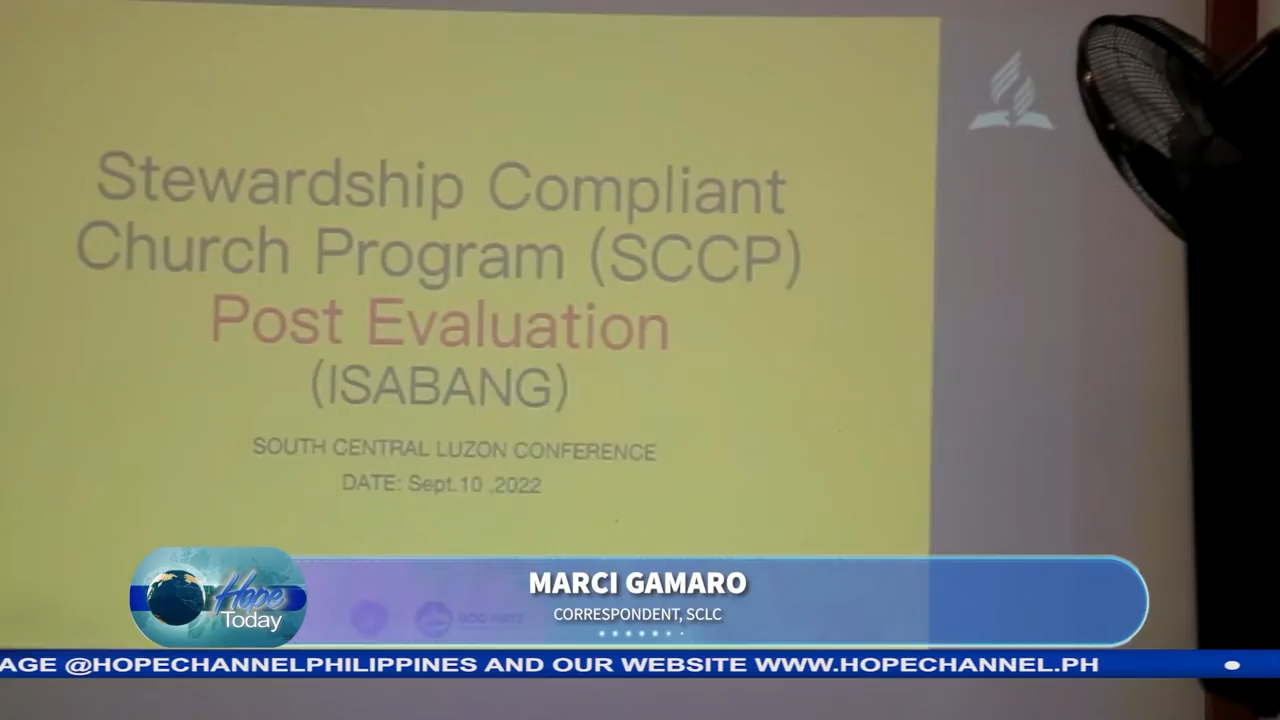 Stewardship Compliant
Church Program (SCCP)
Post Evaluation
(ISABANG)
SOUTH CENTRAL LUZON CONFERENCE
DATE: Sept.10 ,2022
Hope
Today
MARCI GAMARO
CORRESPONDENT, SCLC
AGE @HOPECHANNELPHILIPPINES AND OUR WEBSITE WWW.HOPECHANNEL.PH